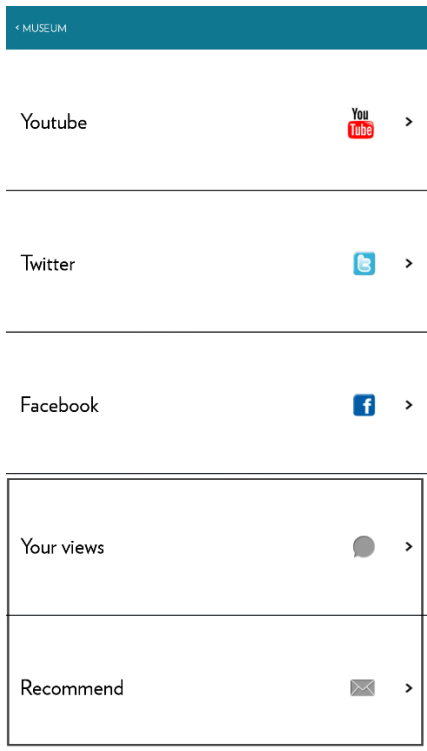 < MUSEUM
Youtube
You
Tube
>
Twitter
>
Facebook
f
>
Your views
>
Recommend
>